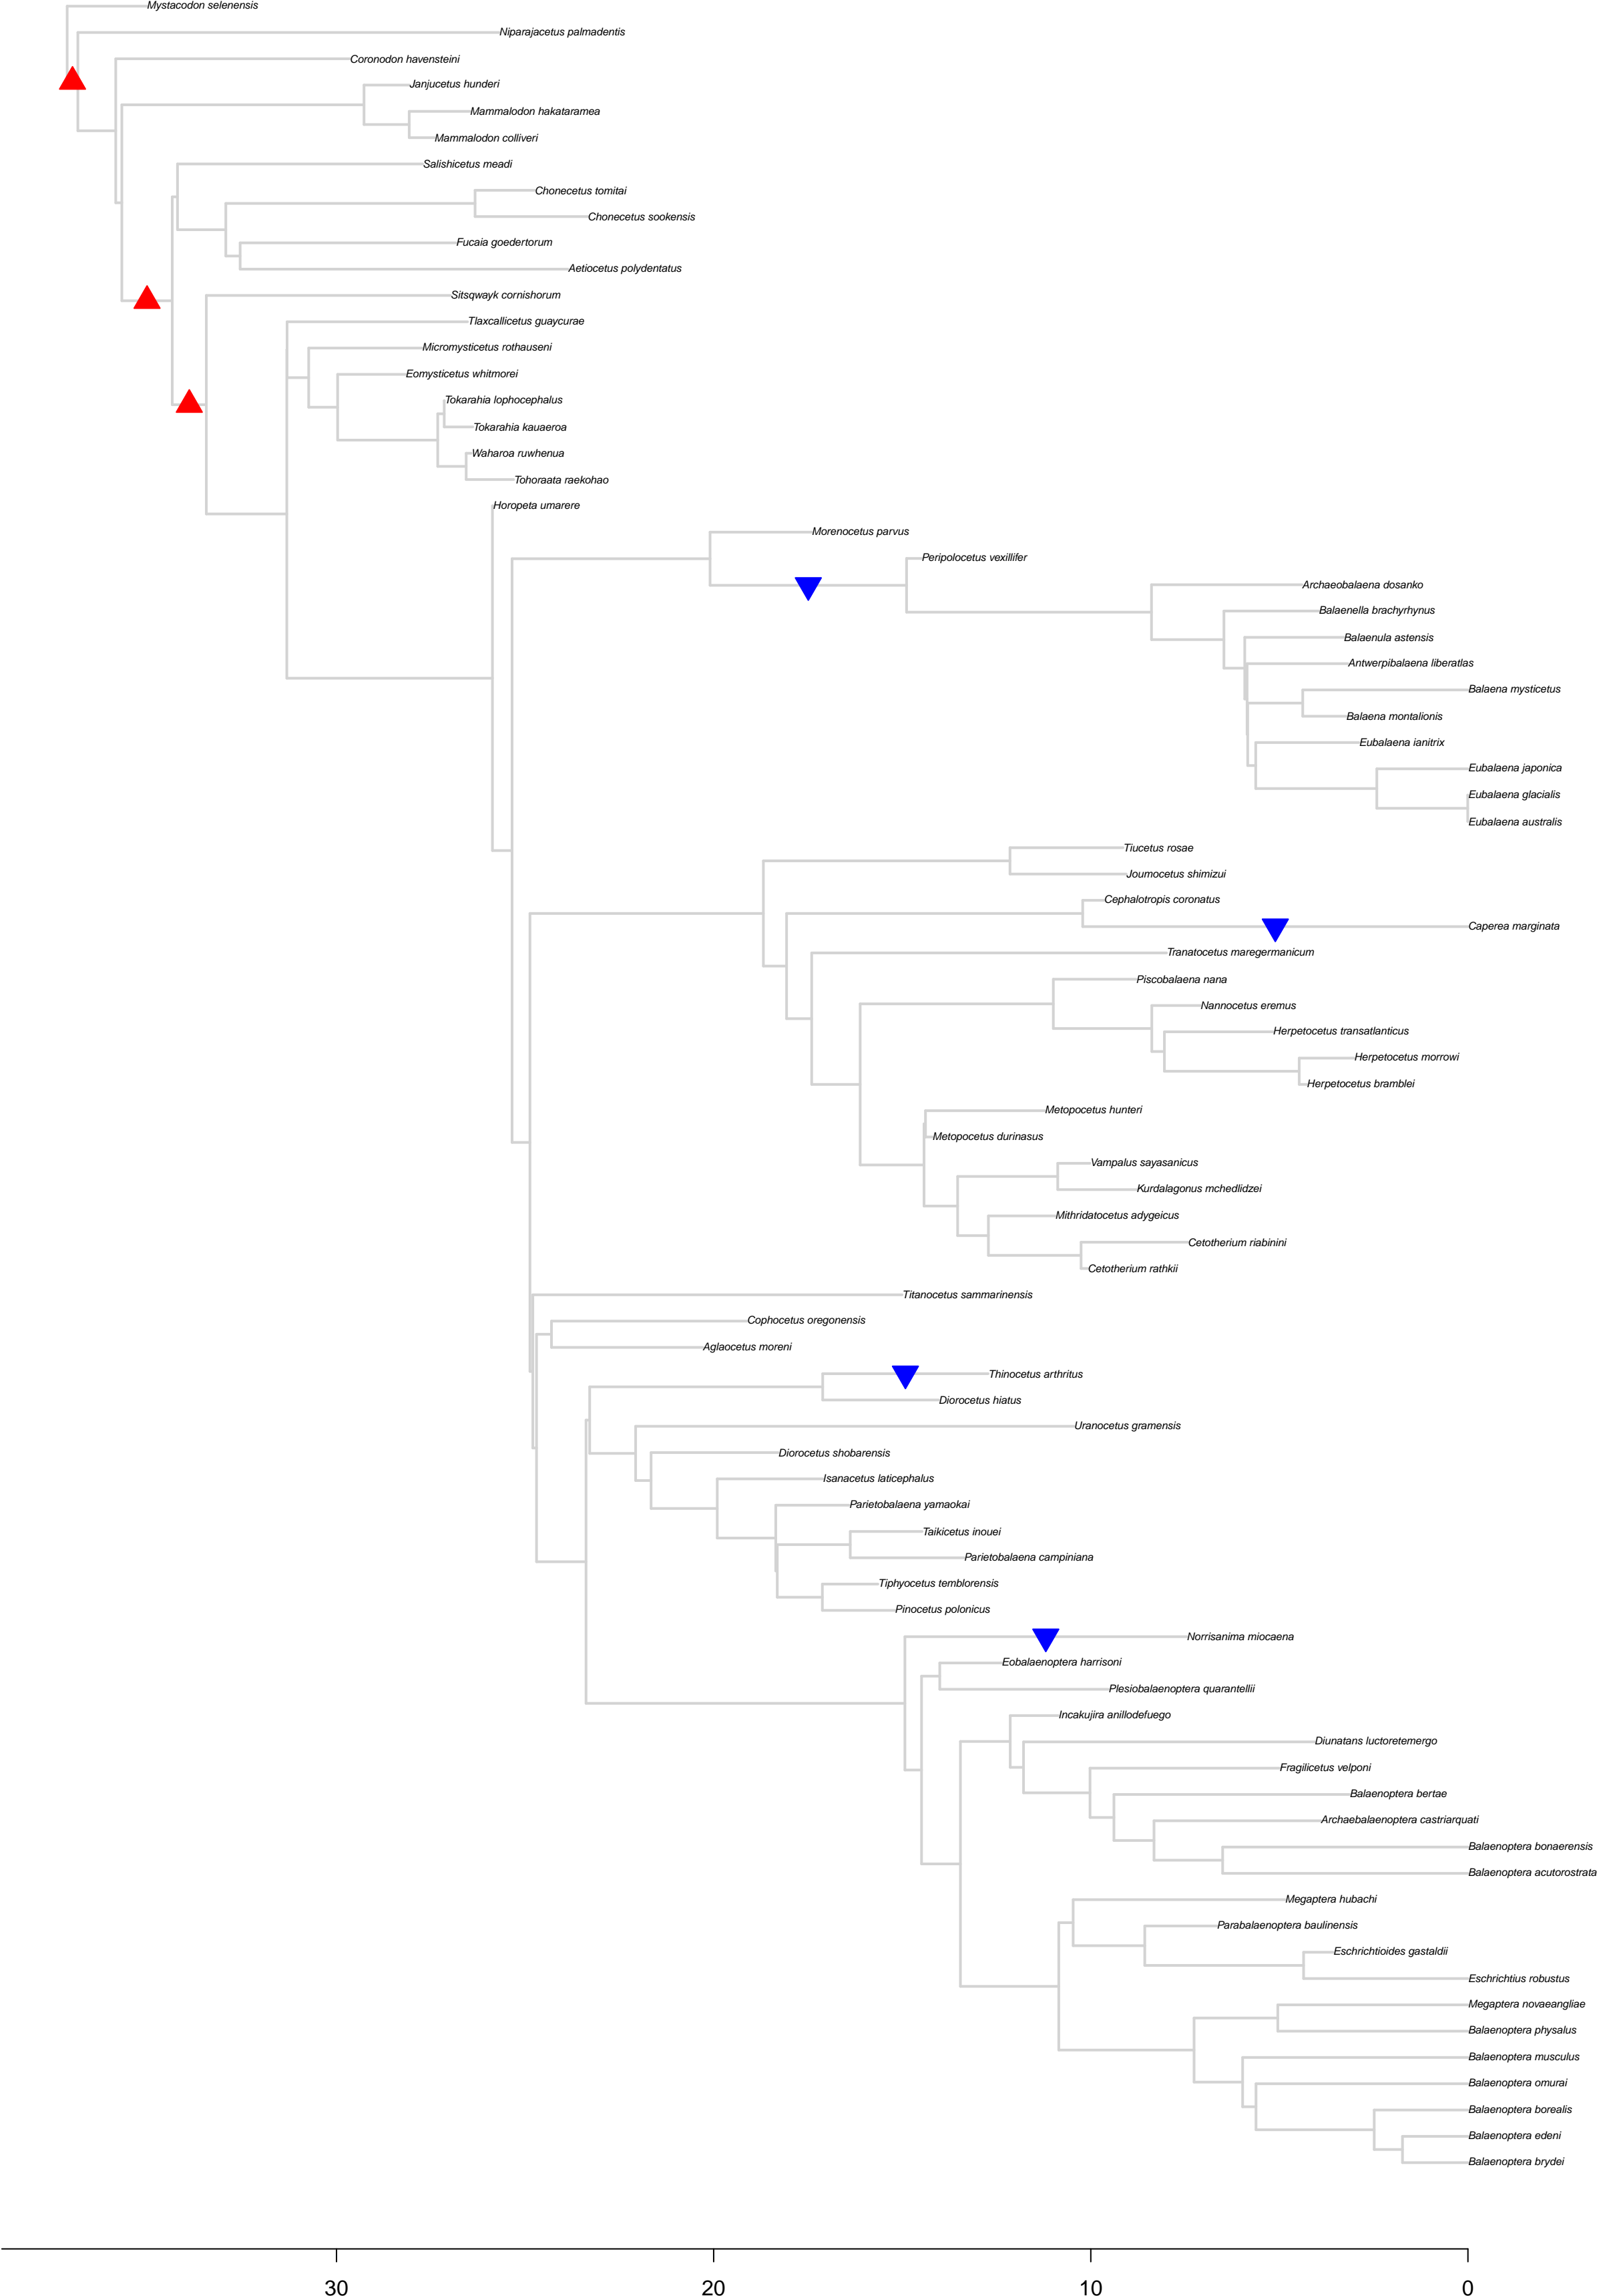 Mystacodon selenensis
Niparajacetus palmadentis
Coronodon havensteini
Janjucetus hunderi
Mammalodon hakataramea
Mammalodon colliveri
Salishicetus meadi
Chonecetus tomitai
Chonecetus sookensis
Fucaia goedertorum
Aetiocetus polydentatus
Sitsqwayk cornishorum
Tlaxcallicetus guaycurae
Micromysticetus rothauseni
Eomysticetus whitmorei
Tokarahia lophocephalus
Tokarahia kauaeroa
Waharoa ruwhenua
Tohoraata raekohao
Horopeta umarere
Morenocetus parvus
Peripolocetus vexillifer
Archaeobalaena dosanko
Balaenella brachyrhynus
Balaenula astensis
Antwerpibalaena liberatlas
Balaena mysticetus
Balaena montalionis
Eubalaena ianitrix
Eubalaena japonica
Eubalaena glacialis
Eubalaena australis
Tiucetus rosae
Joumocetus shimizui
Cephalotropis coronatus
Caperea marginata
Tranatocetus maregermanicum
Piscobalaena nana
Nannocetus eremus
Herpetocetus transatlanticus
Herpetocetus morrowi
Herpetocetus bramblei
Metopocetus hunteri
Metopocetus durinasus
Vampalus sayasanicus
Kurdalagonus mchedlidzei
Mithridatocetus adygeicus
Cetotherium riabinini
Cetotherium rathkii
Titanocetus sammarinensis
Cophocetus oregonensis
Aglaocetus moreni
Thinocetus arthritus
Diorocetus hiatus
Uranocetus gramensis
Diorocetus shobarensis
Isanacetus laticephalus
Parietobalaena yamaokai
Taikicetus inouei
Parietobalaena campiniana
Tiphyocetus temblorensis
Pinocetus polonicus
Norrisanima miocaena
Eobalaenoptera harrisoni
Plesiobalaenoptera quarantellii
Incakujira anillodefuego
Diunatans luctoretemergo
Fragilicetus velponi
Balaenoptera bertae
Archaebalaenoptera castriarquati
Balaenoptera bonaerensis
Balaenoptera acutorostrata
Megaptera hubachi
Parabalaenoptera baulinensis
Eschrichtioides gastaldii
Eschrichtius robustus
Megaptera novaeangliae
Balaenoptera physalus
Balaenoptera musculus
Balaenoptera omurai
Balaenoptera borealis
Balaenoptera edeni
Balaenoptera brydei
30 20 10 0